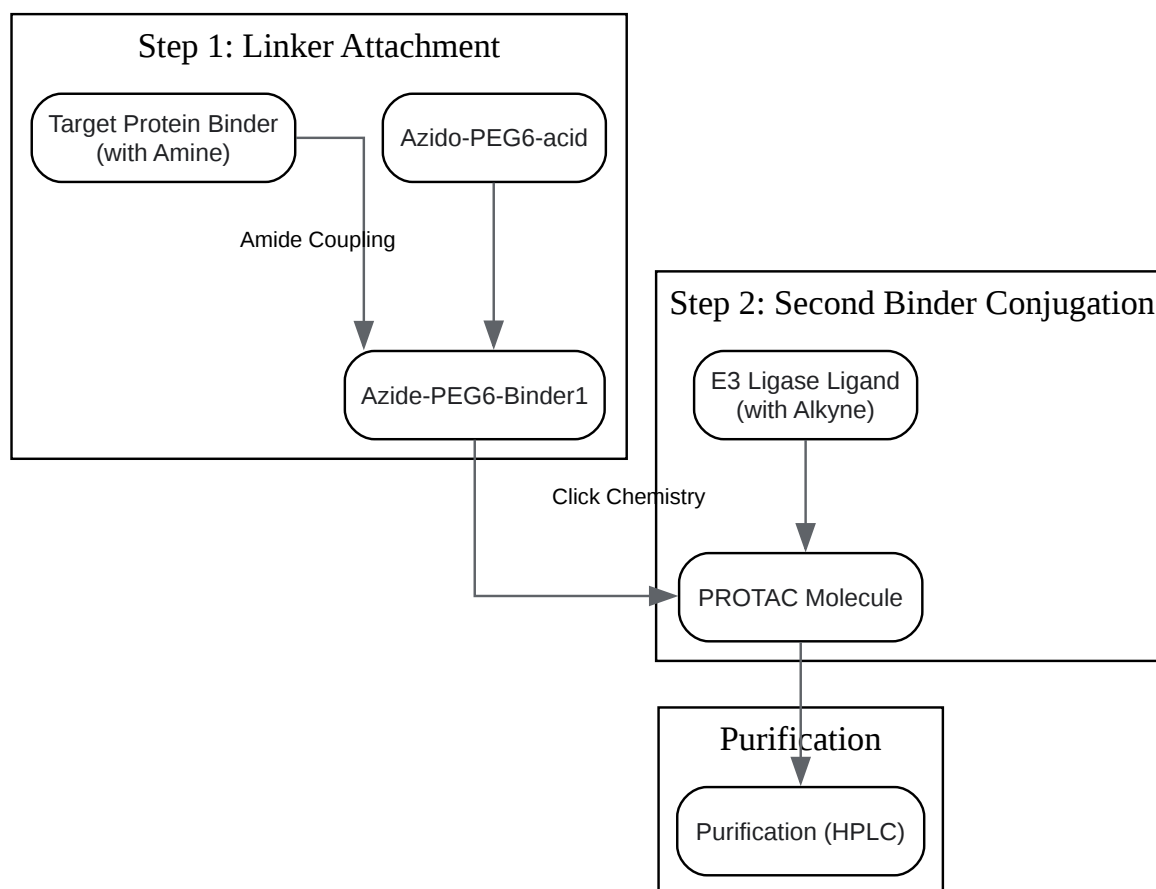 Step 1: Linker Attachment
Target Protein Binder
(with Amine)
Azido-PEG6-acid
Amide Coupling
Azide-PEG6-Binder1
Step 2: Second Binder Conjugation
E3 Ligase Ligand
(with Alkyne)
Click Chemistry
PROTAC Molecule
Purification
Purification (HPLC)